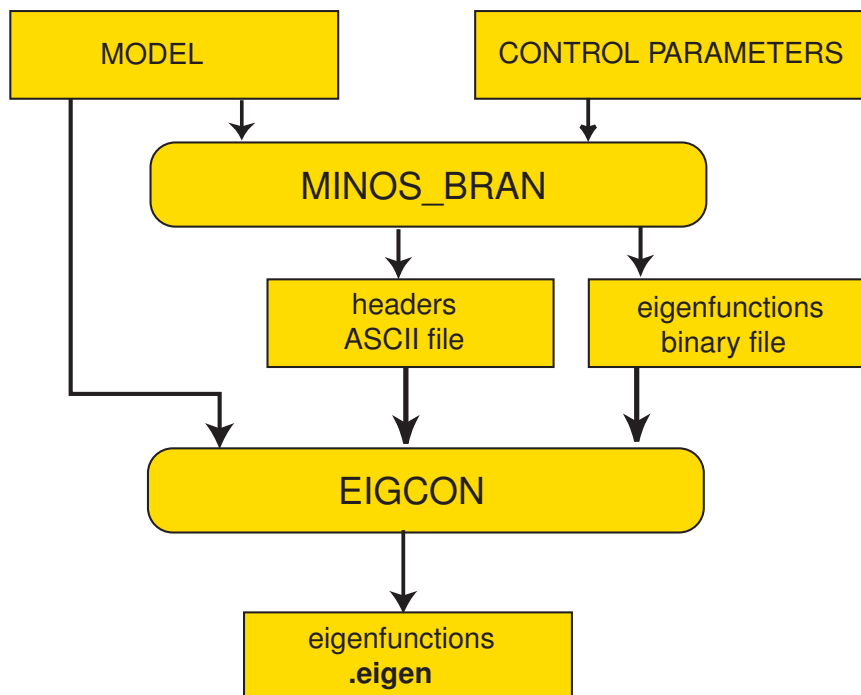 MODEL
CONTROL PARAMETERS
MINOS_BRAN
headers
ASCII file
eigenfunctions
binary file
EIGCON
eigenfunctions
.eigen